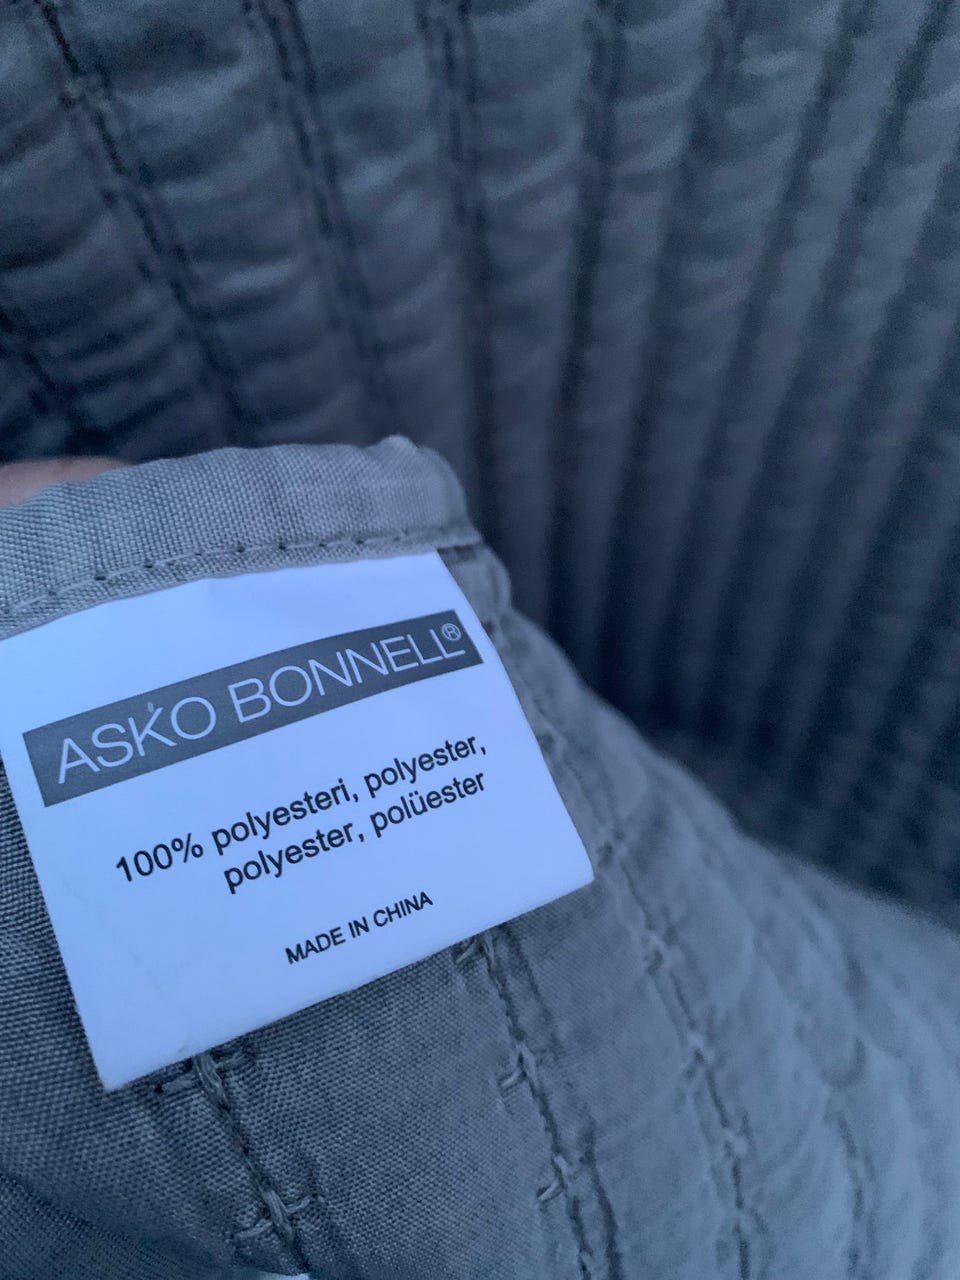 ASKO BONNELL®
100% polyesteri, polyester,
polyester, polüester
MADE IN CHINA